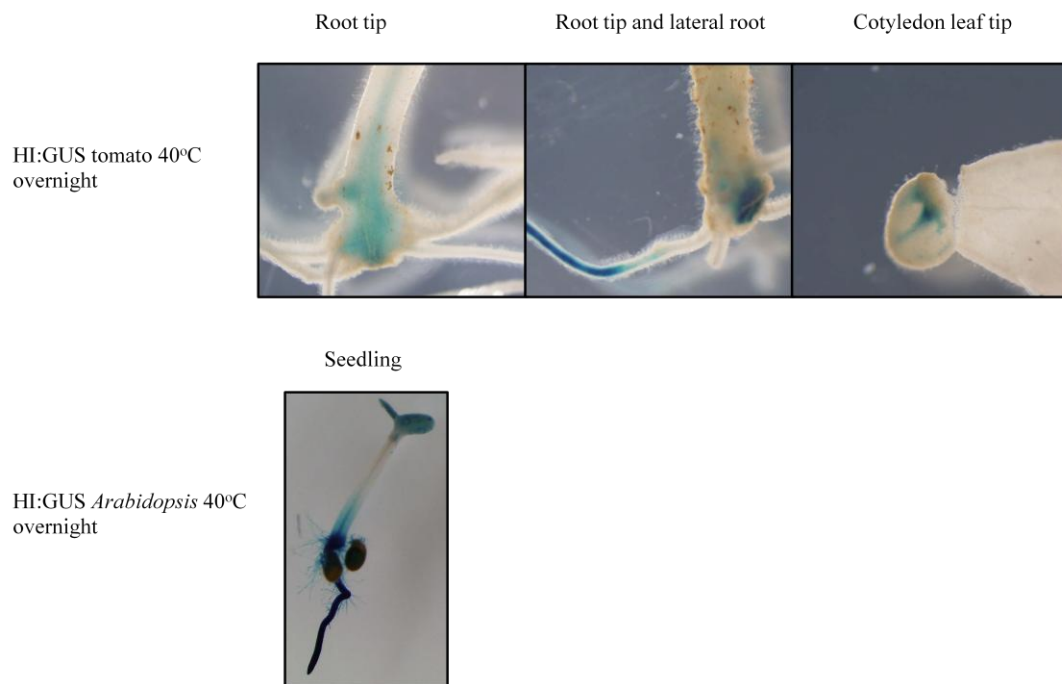 Root tip
Root tip and lateral root
Cotyledon leaf tip
HI:GUS tomato 40°C
overnight
Seedling
HI:GUS Arabidopsis 40°C
overnight